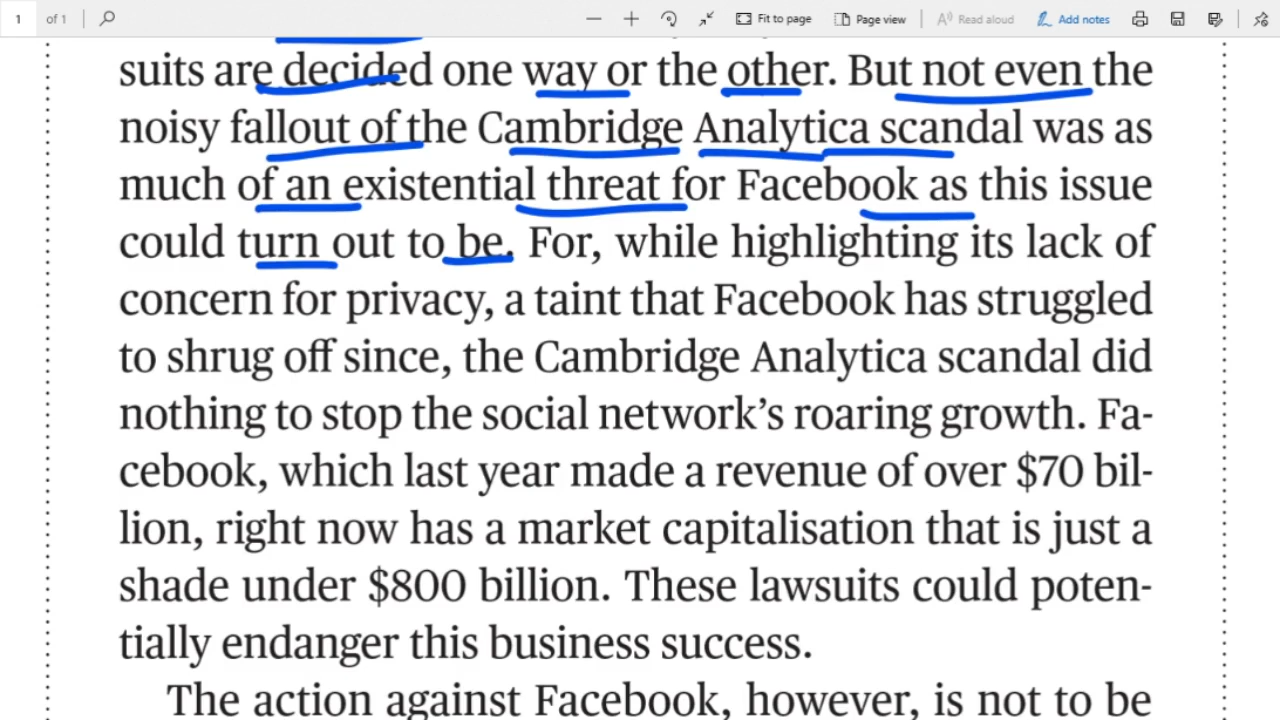 1 of 1 Fit to page Page view Read aloud Add notes
suits are decided one way or the other. But not even the
noisy fallout of the Cambridge Analytica scandal was as
much of an existential threat for Facebook as this issue
could turn out to be. For, while highlighting its lack of
concern for privacy, a taint that Facebook has struggled
to shrug off since, the Cambridge Analytica scandal did
nothing to stop the social network’s roaring growth. Fa-
cebook, which last year made a revenue of over $70 bil-
lion, right now has a market capitalisation that is just a
shade under $800 billion. These lawsuits could poten-
tially endanger this business success.
The action against Facebook, however, is not to be